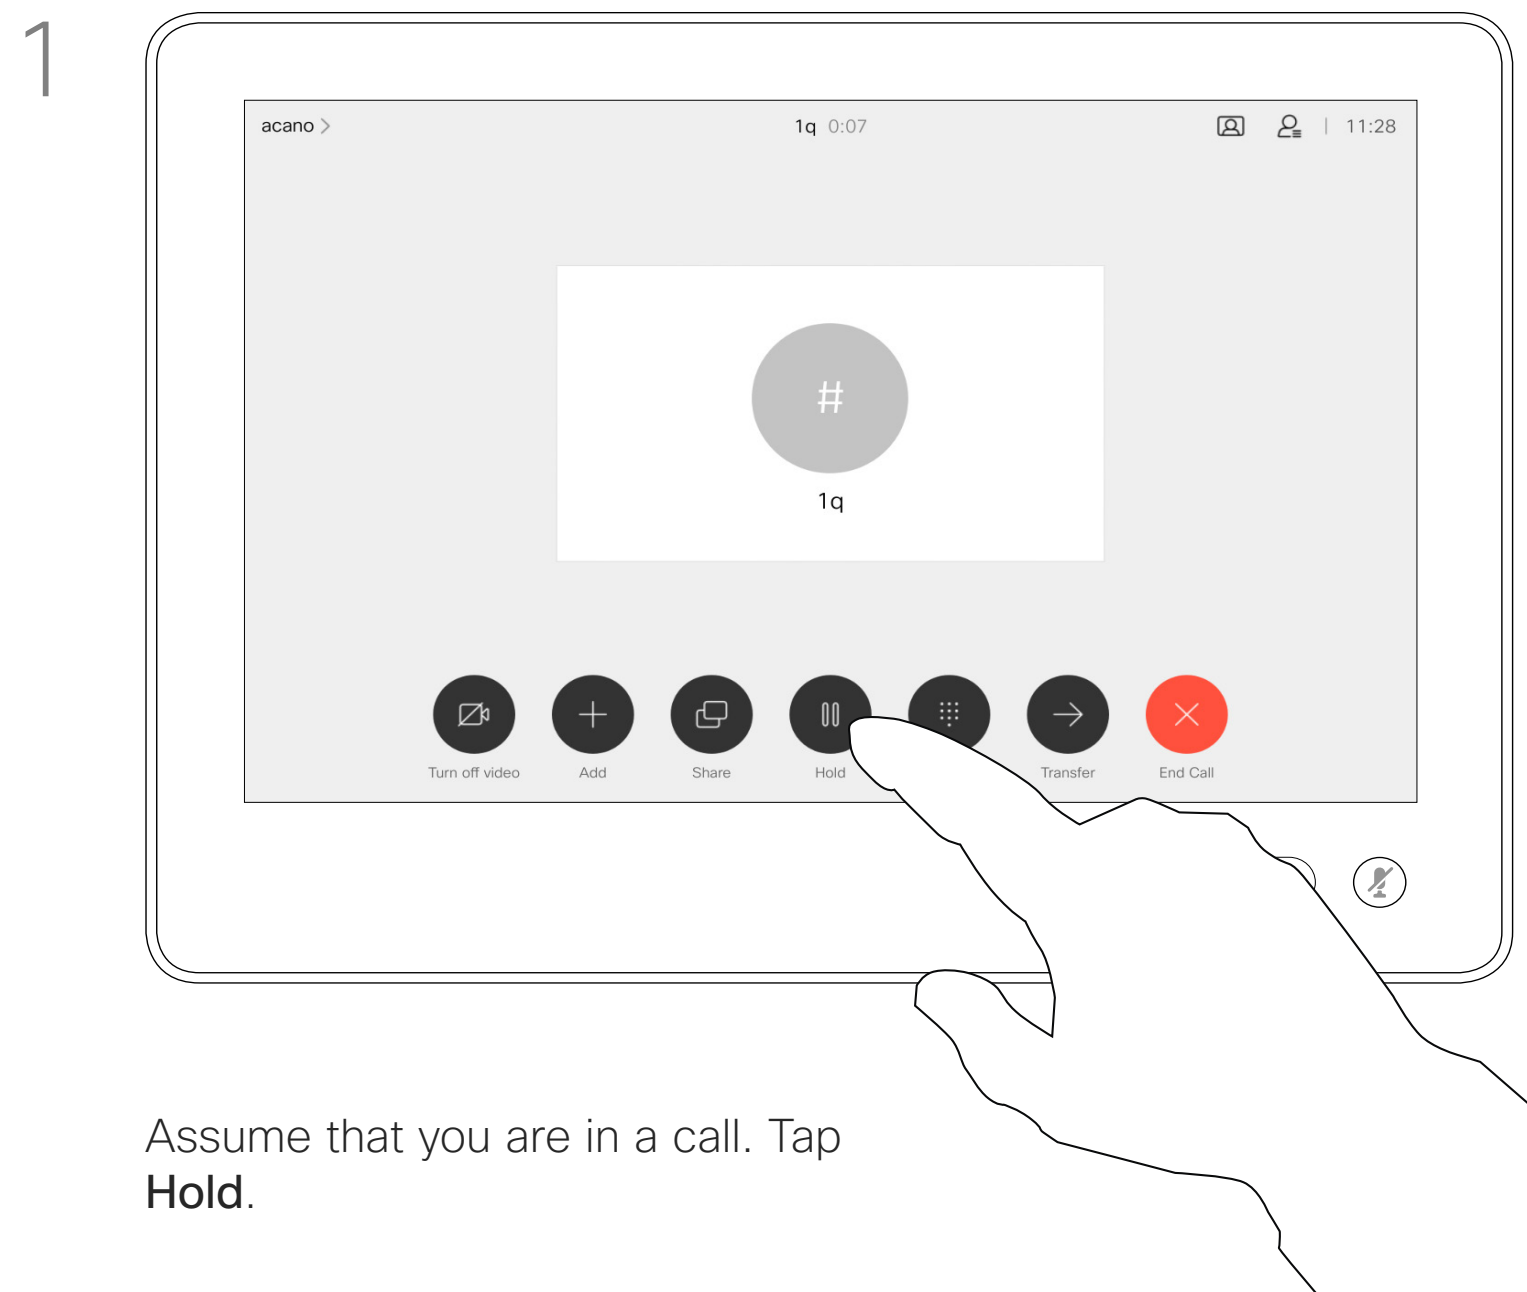 1
acano
1q 0:07
11:28
#
1q
Turn off video
Add
Share
Hold
Transfer
End Call
Assume that you are in a call. Tap
Hold.